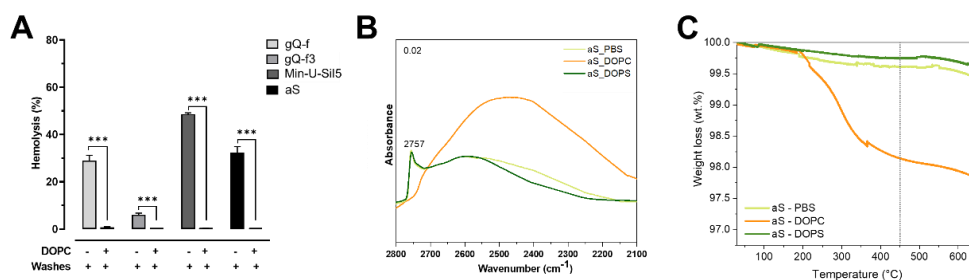 A
Hemolysis (%)
80
60
40
20
0
gQ-f
gQ-f3
Min-U-Sil5
aS
***
***
***
***
DOPC - + - + - + - +
Washes + + + + + + + +
B
0.02
aS_PBS
aS_DOPC
aS_DOPS
2757
Absorbance
2800 2700 2600 2500 2400 2300 2200 2100
Wavenumber (cm⁻¹)
C
100.0
99.5
99.0
98.5
98.0
97.5
97.0
Weight loss (wt.%)
aS - PBS
aS - DOPC
aS - DOPS
100 200 300 400 500 600
Temperature (°C)